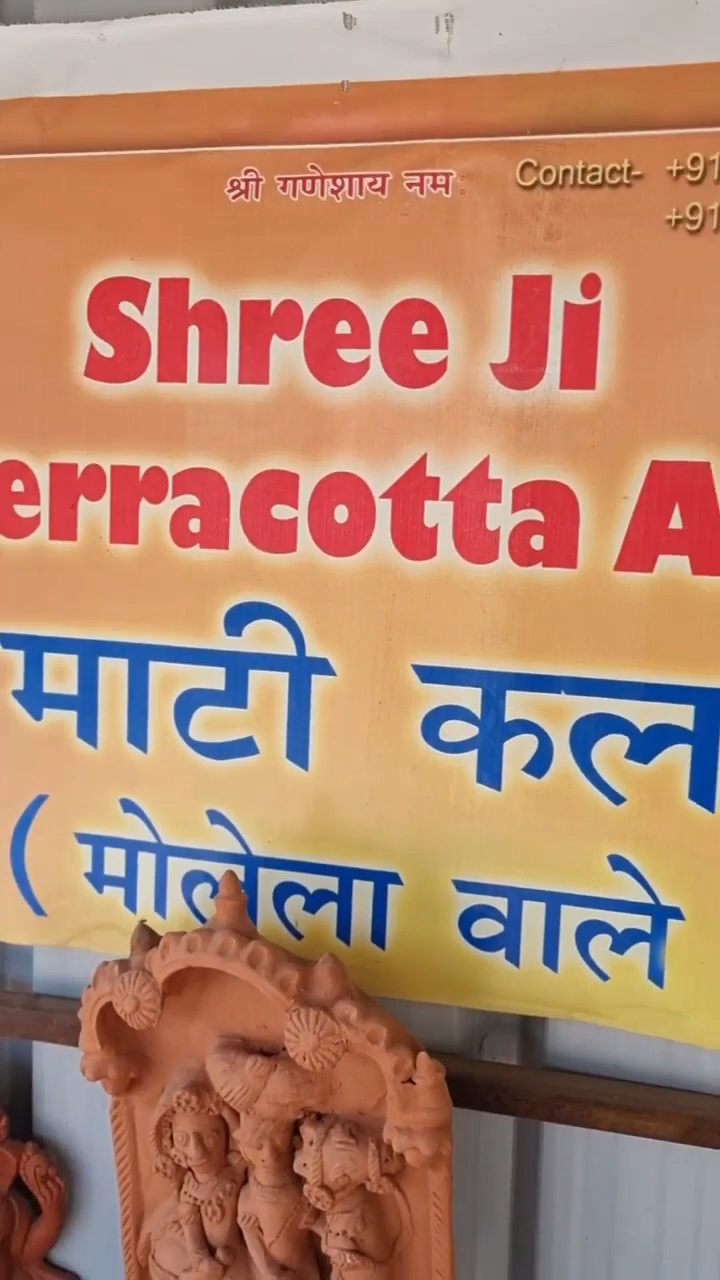 श्री गणेशाय नम:
Contact- +91
+91
Shree Ji
erracotta A
माटी कल
( मोलेला वाले